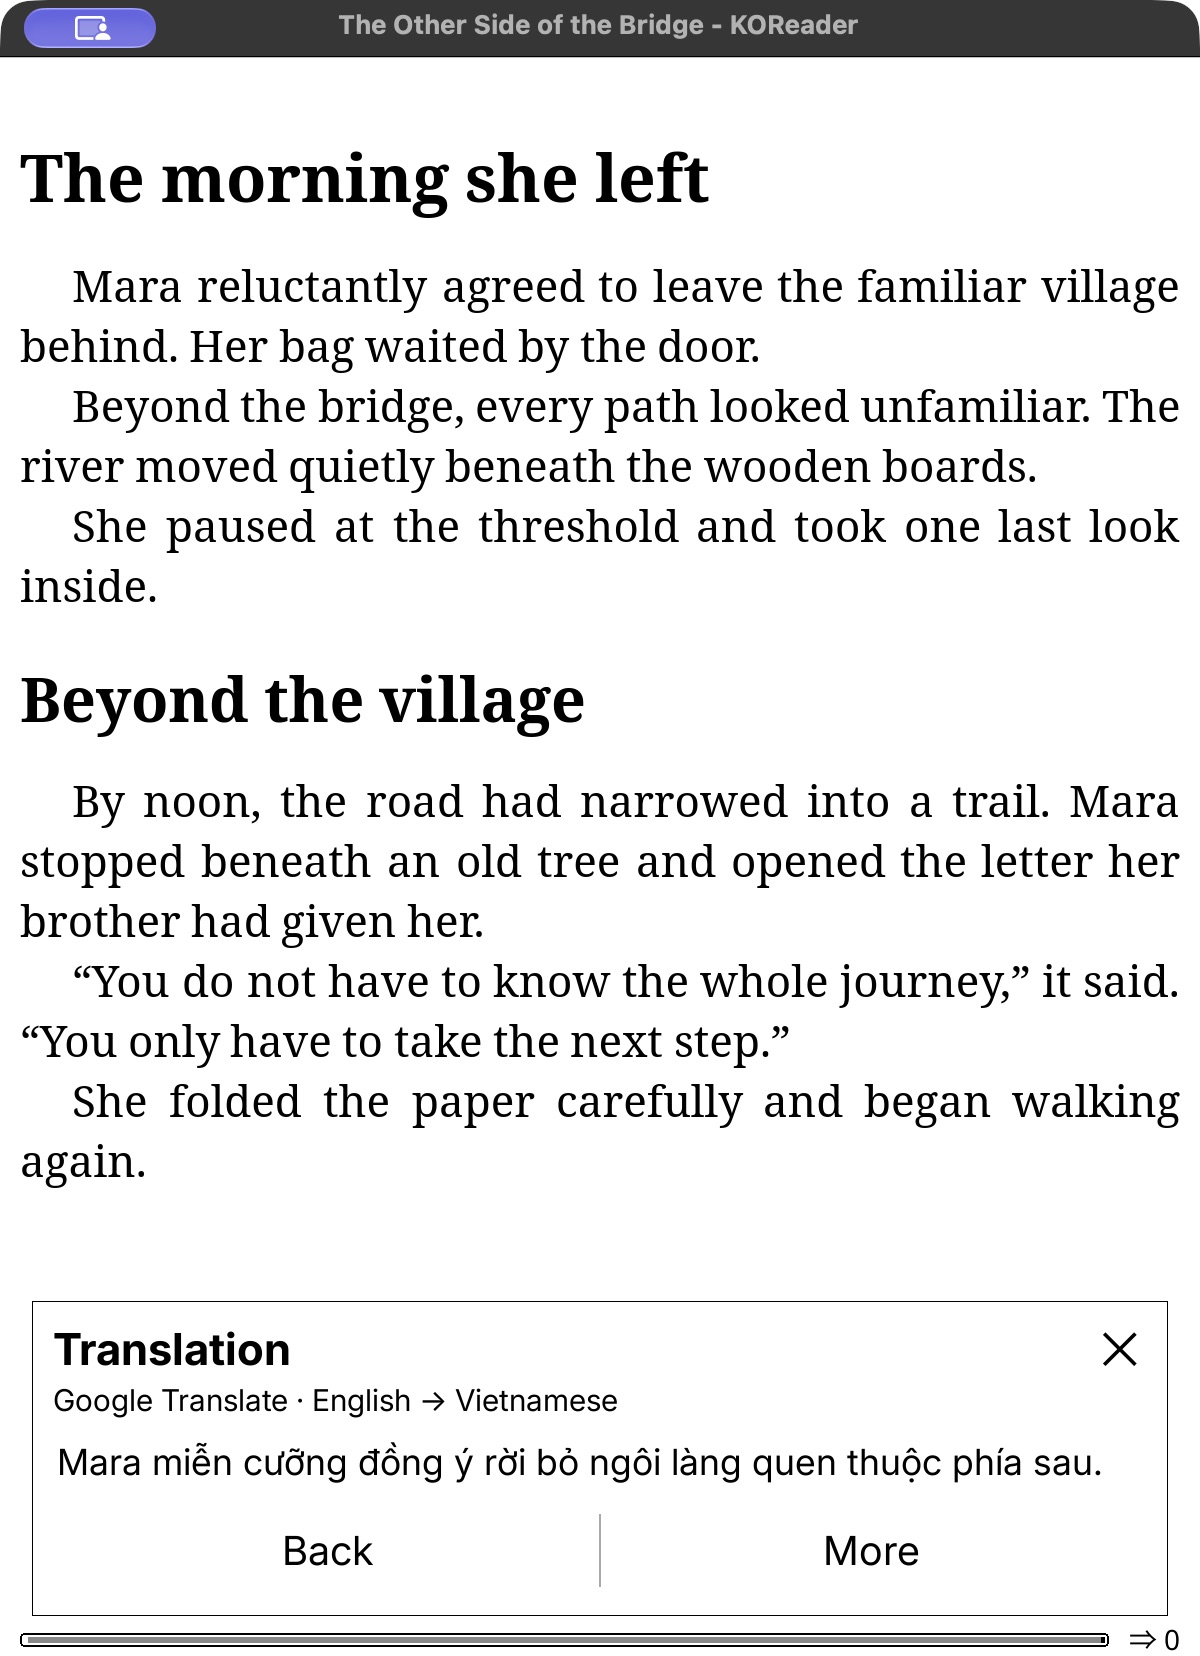 The Other Side of the Bridge - KOReader
The morning she left
Mara reluctantly agreed to leave the familiar village
behind. Her bag waited by the door.
Beyond the bridge, every path looked unfamiliar. The
river moved quietly beneath the wooden boards.
She paused at the threshold and took one last look
inside.
Beyond the village
By noon, the road had narrowed into a trail. Mara
stopped beneath an old tree and opened the letter her
brother had given her.
“You do not have to know the whole journey,” it said.
“You only have to take the next step.”
She folded the paper carefully and began walking
again.
Translation
Google Translate · English → Vietnamese
Mara miễn cưỡng đồng ý rời bỏ ngôi làng quen thuộc phía sau.
Back
More
⇒ 0